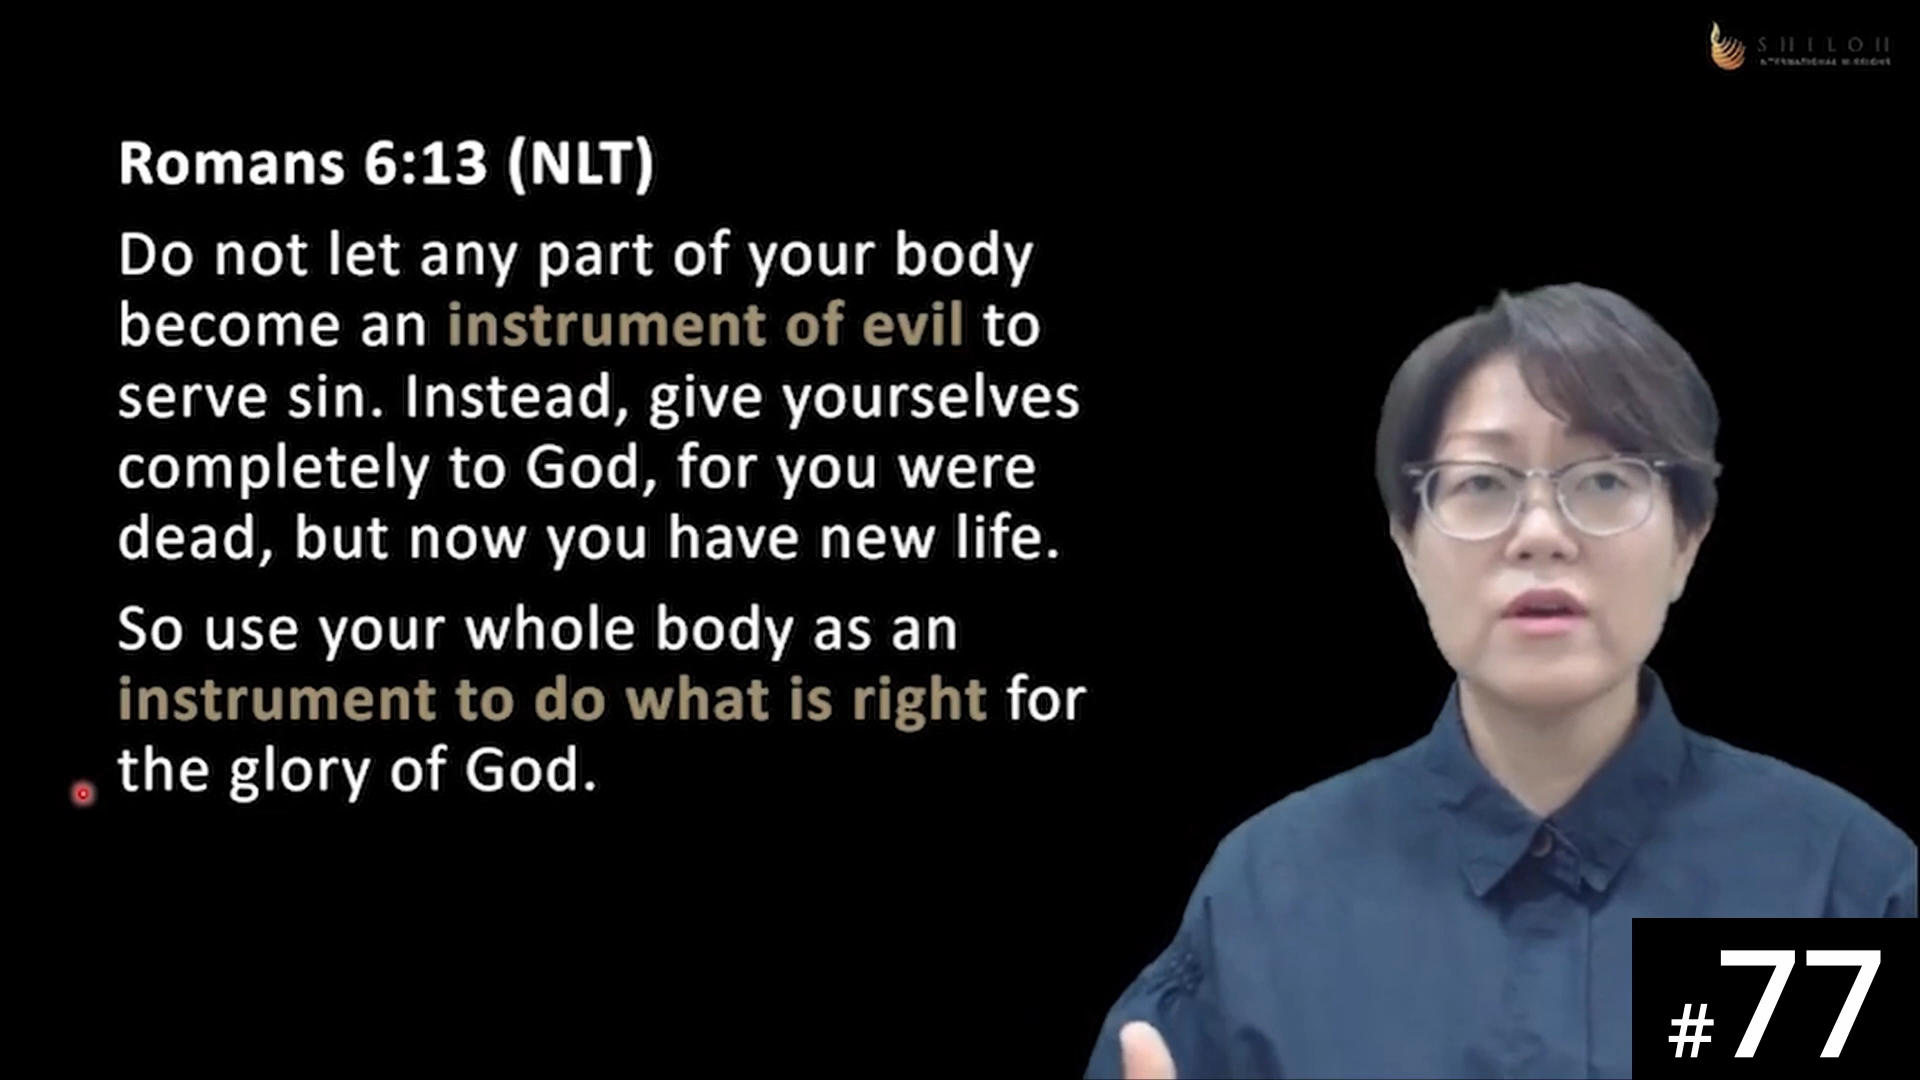 SHILOH
INTERNATIONAL MISSIONS
Romans 6:13 (NLT)
Do not let any part of your body
become an instrument of evil to
serve sin. Instead, give yourselves
completely to God, for you were
dead, but now you have new life.
So use your whole body as an
instrument to do what is right for
the glory of God.
#77